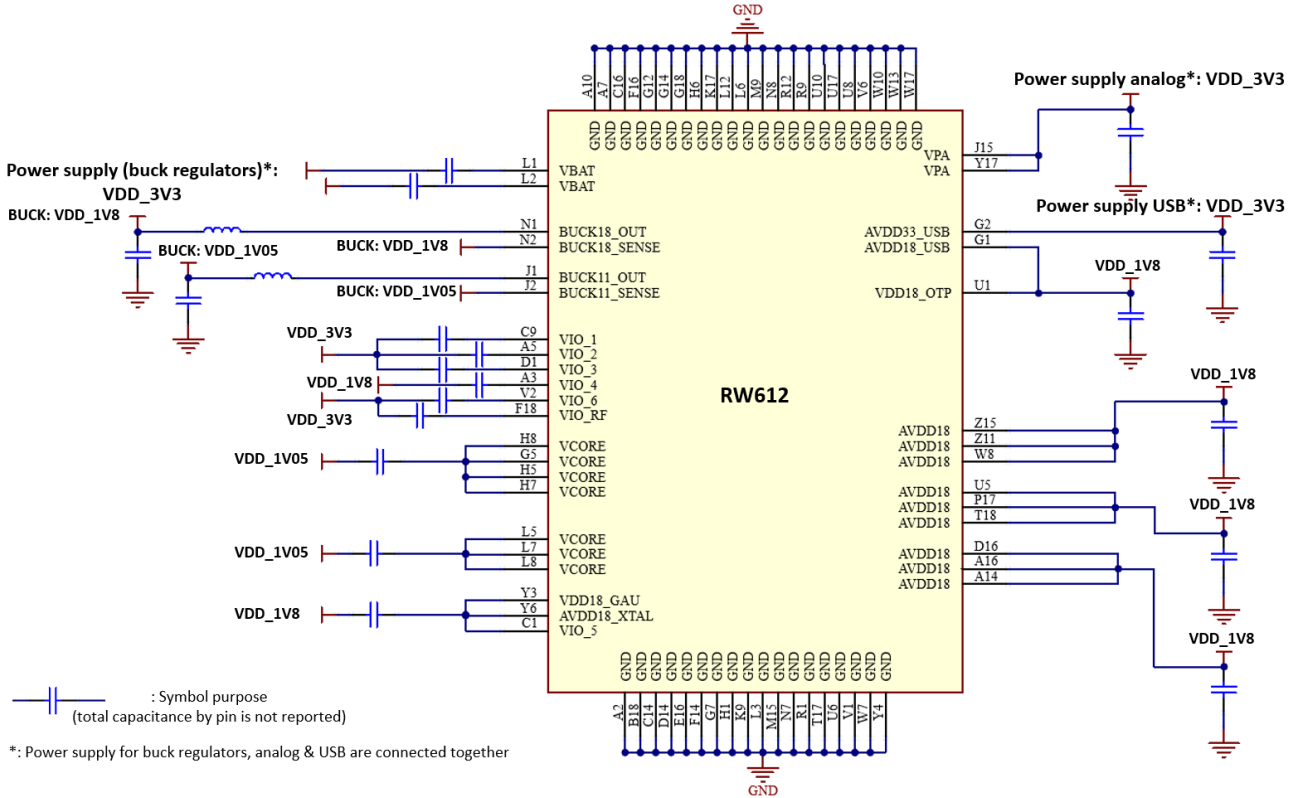 GND
A10 A7 C16 F16 G12 G14 G18 H6 K17 L12 L6 M9 N8 R12 R9 U10 U17 U8 V6 W10 W13 W17
GND GND GND GND GND GND GND GND GND GND GND GND GND GND GND GND GND GND GND GND GND GND
Power supply analog*: VDD_3V3
J15 VPA
Y17 VPA
Power supply (buck regulators)*:
VDD_3V3
L1 VBAT
L2 VBAT
BUCK: VDD_1V8
N1 BUCK18_OUT
BUCK: VDD_1V8
N2 BUCK18_SENSE
BUCK: VDD_1V05
J1 BUCK11_OUT
BUCK: VDD_1V05
J2 BUCK11_SENSE
Power supply USB*: VDD_3V3
AVDD33_USB G2
AVDD18_USB G1
VDD_1V8
VDD18_OTP U1
VDD_3V3
C9 VIO_1
A5 VIO_2
D1 VIO_3
VDD_1V8
A3 VIO_4
V2 VIO_6
VDD_3V3
F18 VIO_RF
RW612
VDD_1V05
H8 VCORE
G5 VCORE
H5 VCORE
H7 VCORE
VDD_1V05
L5 VCORE
L7 VCORE
L8 VCORE
VDD_1V8
Y3 VDD18_GAU
Y6 AVDD18_XTAL
C1 VIO_5
VDD_1V8
AVDD18 Z15
AVDD18 Z11
AVDD18 W8
VDD_1V8
AVDD18 U5
AVDD18 P17
AVDD18 T18
AVDD18 D16
AVDD18 A16
AVDD18 A14
VDD_1V8
GND GND GND GND GND GND GND GND GND GND GND GND GND GND GND GND GND GND
A2 B18 C14 D14 E16 F14 G7 H1 K9 L3 M15 N7 R1 T17 U6 V1 W7 Y4
GND
: Symbol purpose
(total capacitance by pin is not reported)
*: Power supply for buck regulators, analog & USB are connected together